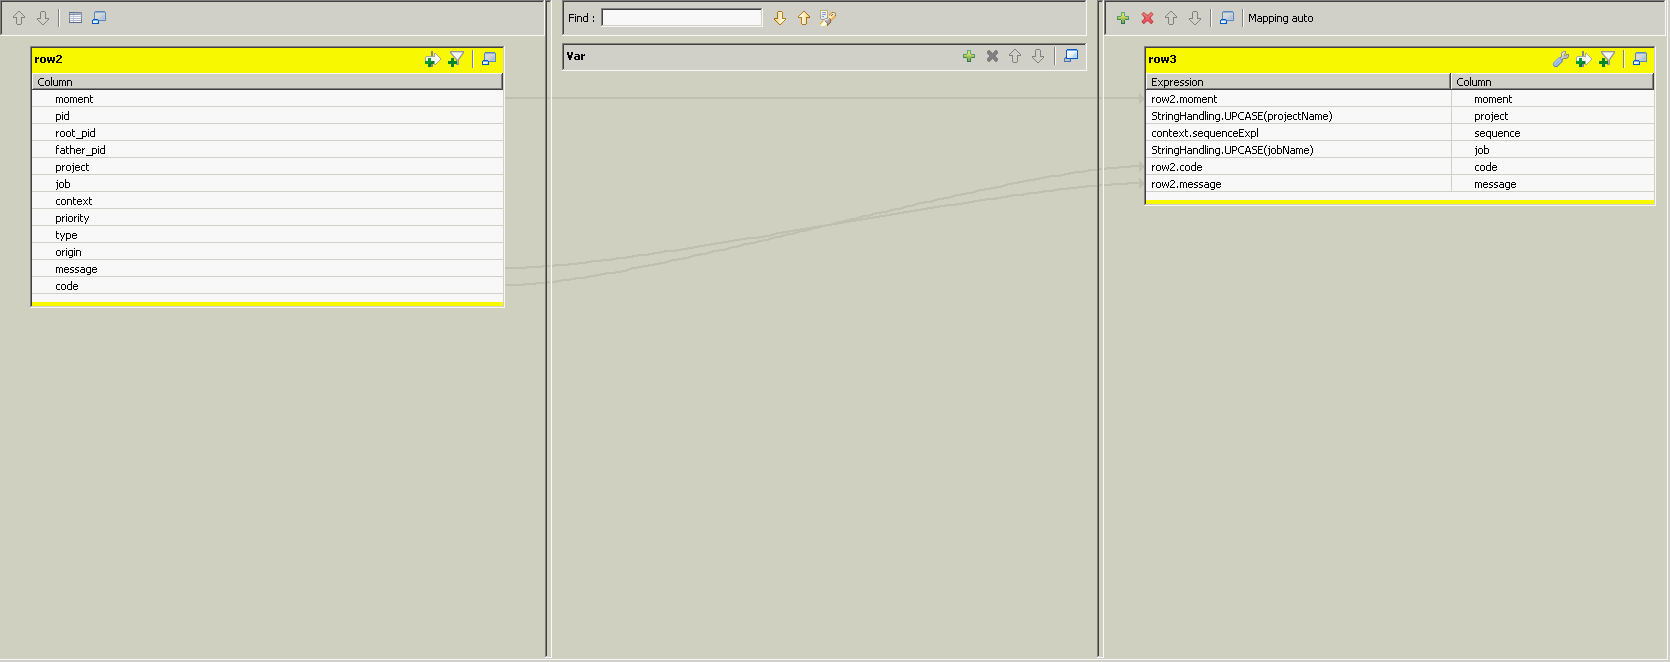 Find :
Mapping auto
row2
Column
moment
pid
root_pid
father_pid
project
job
context
priority
type
origin
message
code
Var
row3
Expression Column
row2.moment moment
StringHandling.UPCASE(projectName) project
context.sequenceExpl sequence
StringHandling.UPCASE(jobName) job
row2.code code
row2.message message